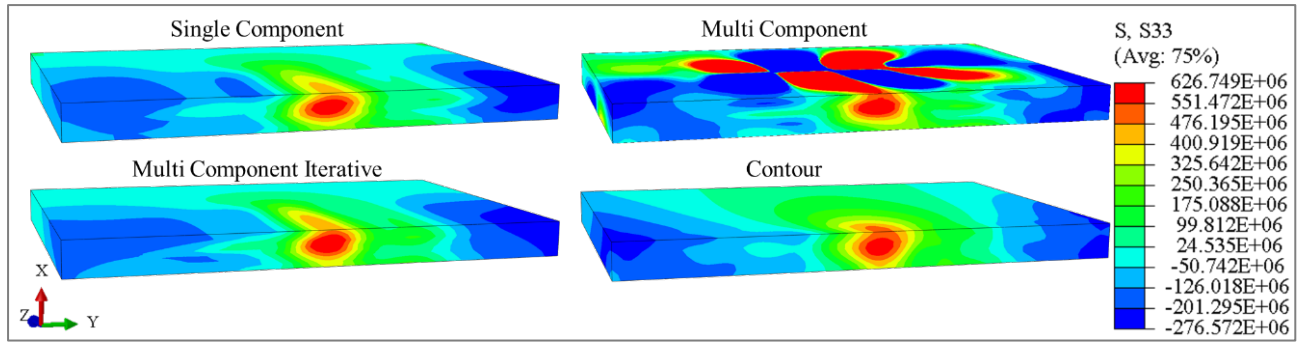 Single Component
Multi Component
S, S33
(Avg: 75%)
626.749E+06
551.472E+06
476.195E+06
400.919E+06
325.642E+06
250.365E+06
175.088E+06
99.812E+06
24.535E+06
-50.742E+06
-126.018E+06
-201.295E+06
-276.572E+06
Multi Component Iterative
Contour
X
Z
Y